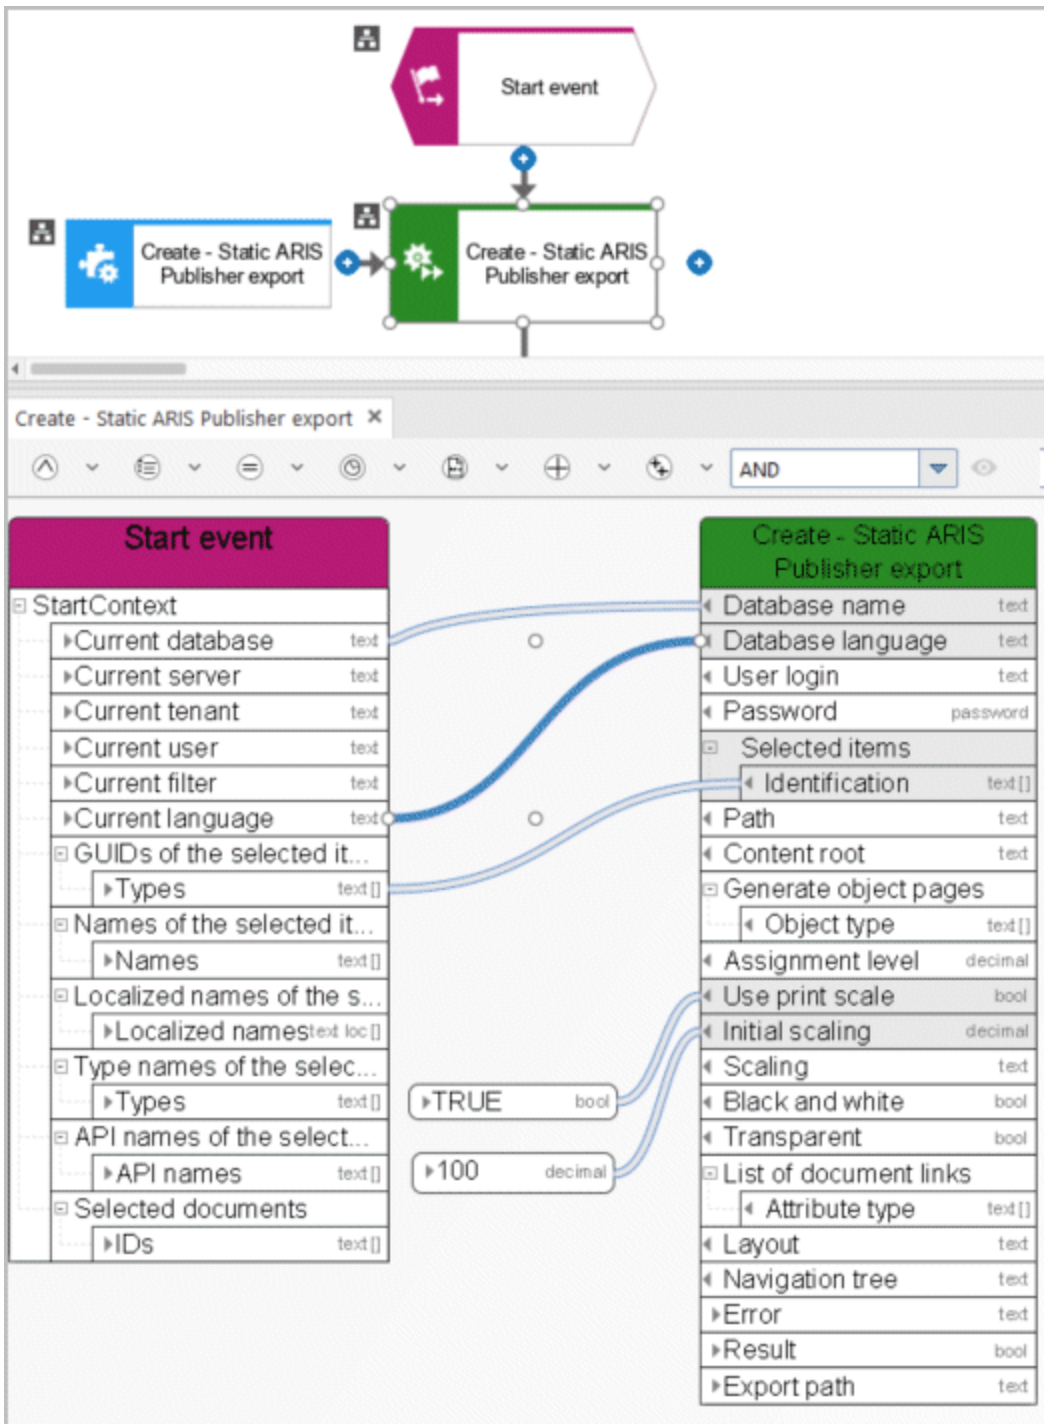 Start event
Create - Static ARIS
Publisher export
Create - Static ARIS
Publisher export
Create - Static ARIS Publisher export
AND
Start event
StartContext
Current database text
Current server text
Current tenant text
Current user text
Current filter text
Current language text
GUIDs of the selected it...
Types text []
Names of the selected it...
Names text []
Localized names of the s...
Localized names text loc []
Type names of the selec...
Types text []
API names of the select...
API names text []
Selected documents
IDs text []
TRUE bool
100 decimal
Create - Static ARIS
Publisher export
Database name text
Database language text
User login text
Password password
Selected items
Identification text []
Path text
Content root text
Generate object pages
Object type text []
Assignment level decimal
Use print scale bool
Initial scaling decimal
Scaling text
Black and white bool
Transparent bool
List of document links
Attribute type text []
Layout text
Navigation tree text
Error text
Result bool
Export path text